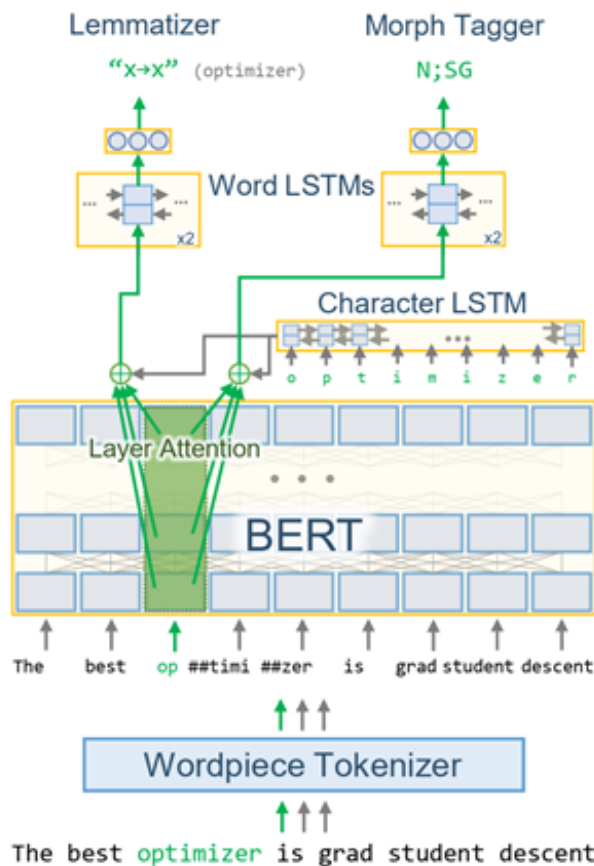 Lemmatizer Morph Tagger
“x→x” (optimizer) N;SG
Word LSTMs
... ... ... ...
x2 x2
Character LSTM
...
o p t i m i z e r
Layer Attention
...
BERT
The best op ##timi ##zer is grad student descent
Wordpiece Tokenizer
The best optimizer is grad student descent